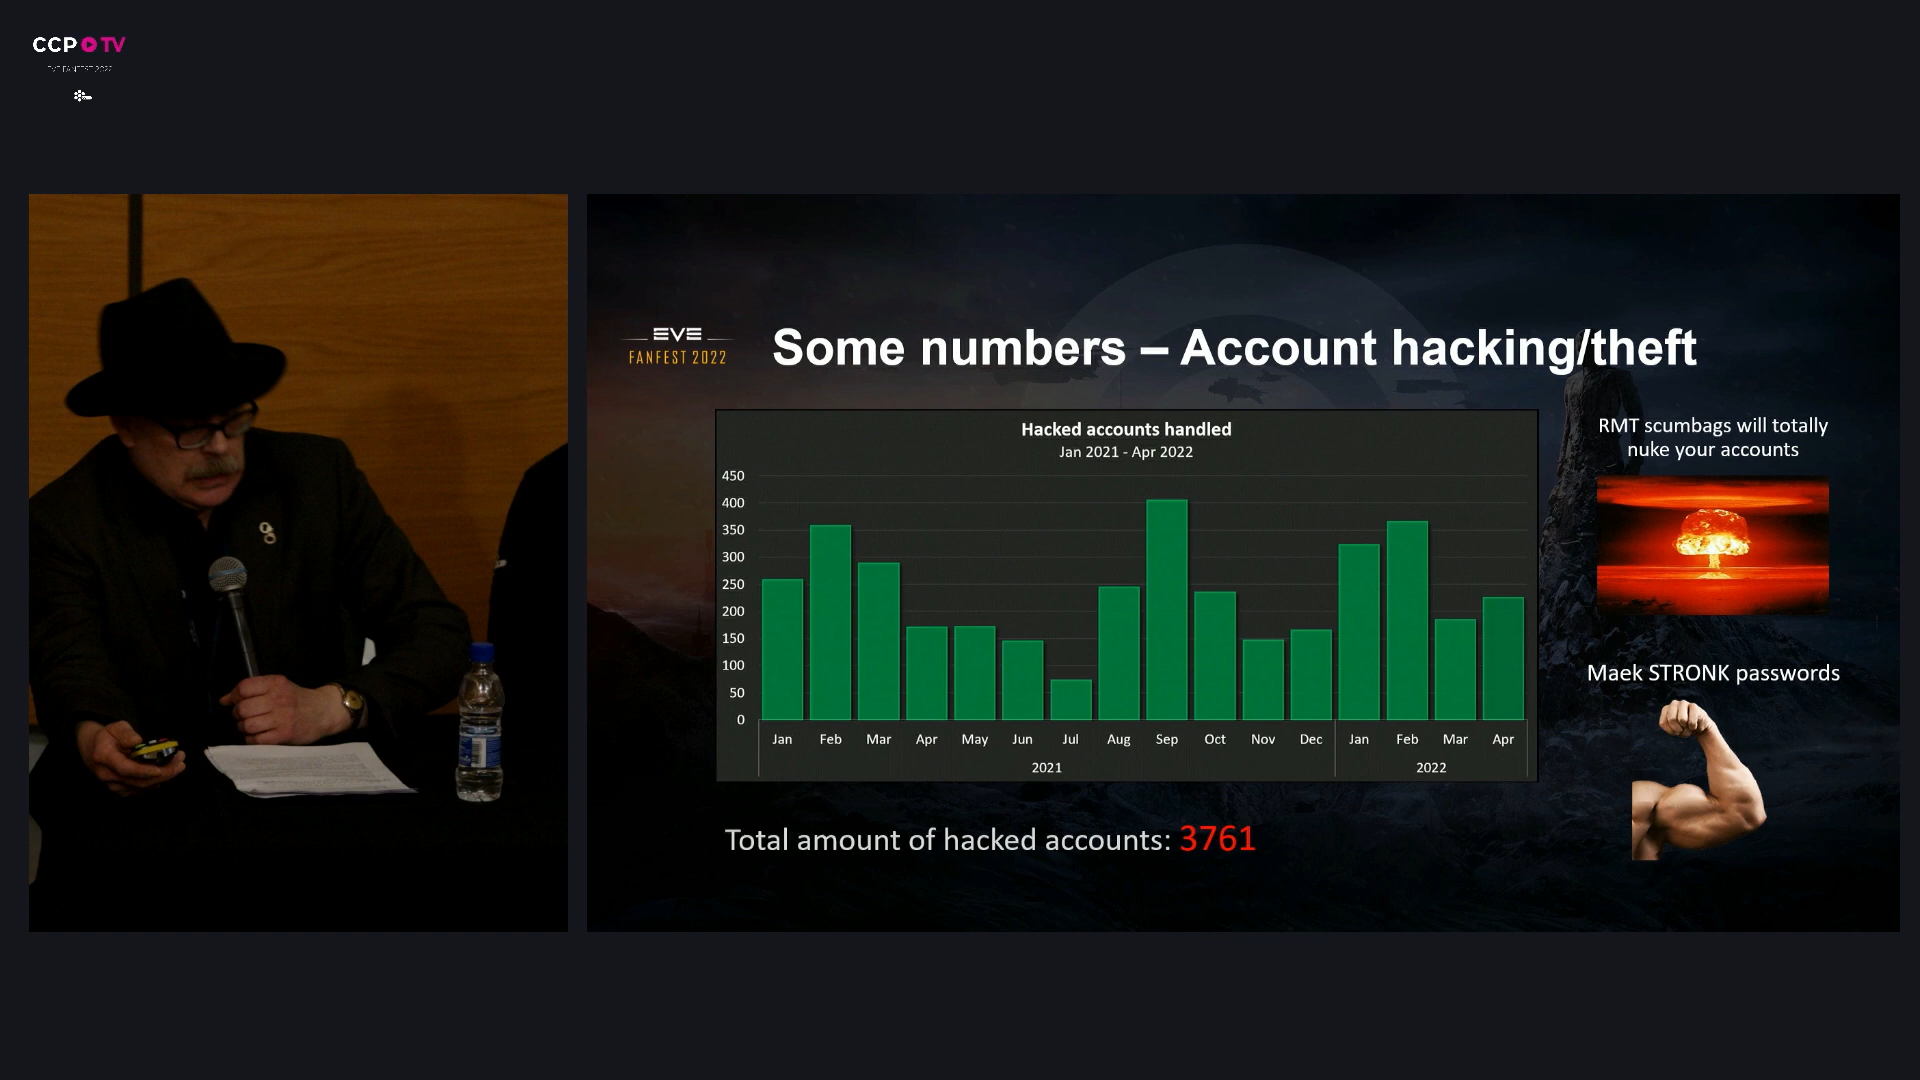 CCP TV
EVE FANFEST 2022
EVE
FANFEST 2022
Some numbers – Account hacking/theft
Hacked accounts handled
Jan 2021 - Apr 2022
450
400
350
300
250
200
150
100
50
0
Jan Feb Mar Apr May Jun Jul Aug Sep Oct Nov Dec Jan Feb Mar Apr
2021 2022
Total amount of hacked accounts: 3761
RMT scumbags will totally
nuke your accounts
Maek STRONK passwords